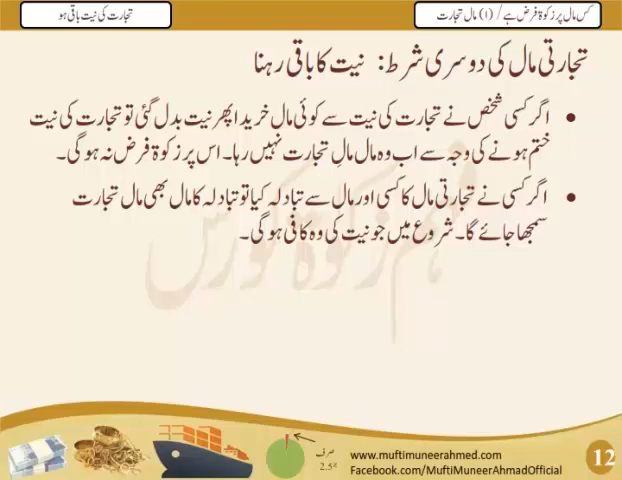 کس مال پر زکوۃ فرض ہے / (۱) مال تجارت
تجارت کی نیت باقی ہو
تجارتی مال کی دوسری شرط: نیت کا باقی رہنا
• اگر کسی شخص نے تجارت کی نیت سے کوئی مال خریدا پھر نیت بدل گئی تو تجارت کی نیت
ختم ہونے کی وجہ سے اب وہ مال مالِ تجارت نہیں رہا۔ اس پر زکوۃ فرض نہ ہوگی۔
• اگر کسی نے تجارتی مال کا کسی اور مال سے تبادلہ کیا تو تبادلہ کا مال بھی مال تجارت
سمجھا جائے گا۔ شروع میں جو نیت کی وہ کافی ہوگی۔
فہم زکوۃ کورس
صرف
2.5%
www.muftimuneerahmed.com
Facebook.com/MuftiMuneerAhmadOfficial
12